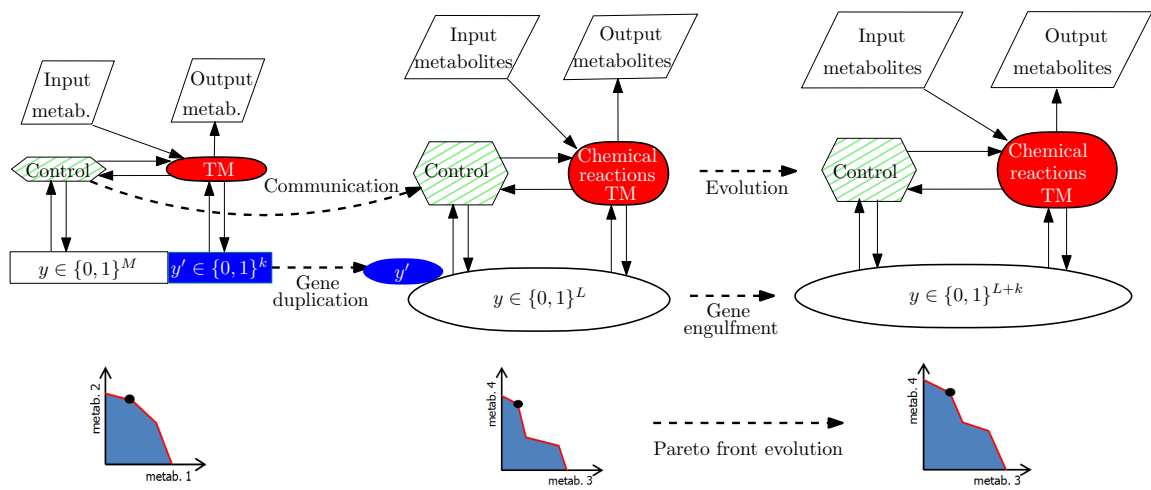 Input
metab.
Output
metab.
Control
TM
y ∈ {0, 1}^M
y′ ∈ {0, 1}^k
Communication
Gene
duplication
y′
Input
metabolites
Output
metabolites
Control
Chemical
reactions
TM
y ∈ {0, 1}^L
Evolution
Gene
engulfment
Input
metabolites
Output
metabolites
Control
Chemical
reactions
TM
y ∈ {0, 1}^{L+k}
metab. 2
metab. 1
metab. 4
metab. 3
Pareto front evolution
metab. 4
metab. 3